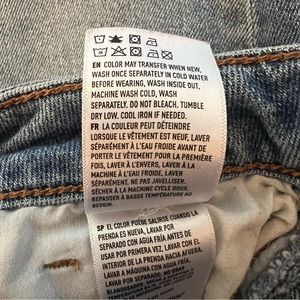 EN COLOR MAY TRANSFER WHEN NEW,
WASH ONCE SEPARATELY IN COLD WATER
BEFORE WEARING, WASH INSIDE OUT,
MACHINE WASH COLD, WASH
SEPARATELY. DO NOT BLEACH. TUMBLE
DRY LOW. COOL IRON IF NEEDED.
FR LA COULEUR PEUT DÉTEINDRE
LORSQUE LE VÊTEMENT EST NEUF, LAVER
SÉPARÉMENT À L'EAU FROIDE AVANT DE
PORTER LE VÊTEMENT POUR LA PREMIÈRE
FOIS, LAVER À L'ENVERS, LAVER À LA
MACHINE À L'EAU FROIDE, LAVER
SÉPARÉMENT. NE PAS JAVELLISER.
SÉCHER À LA MACHINE CYCLE DOUX.
REPASSER À BASSE TEMPÉRATURE AU
BESOIN.
SP EL COLOR PUEDE SALIRSE CUANDO LA
PRENDA ES NUEVA, LAVAR POR
SEPARADO CON AGUA FRÍA ANTES DE
USAR POR PRIMERA VEZ, LAVAR CON EL
INTERIOR DE LA PRENDA HACIA AFUERA,
LAVAR A MÁQUINA CON AGUA FRÍA,